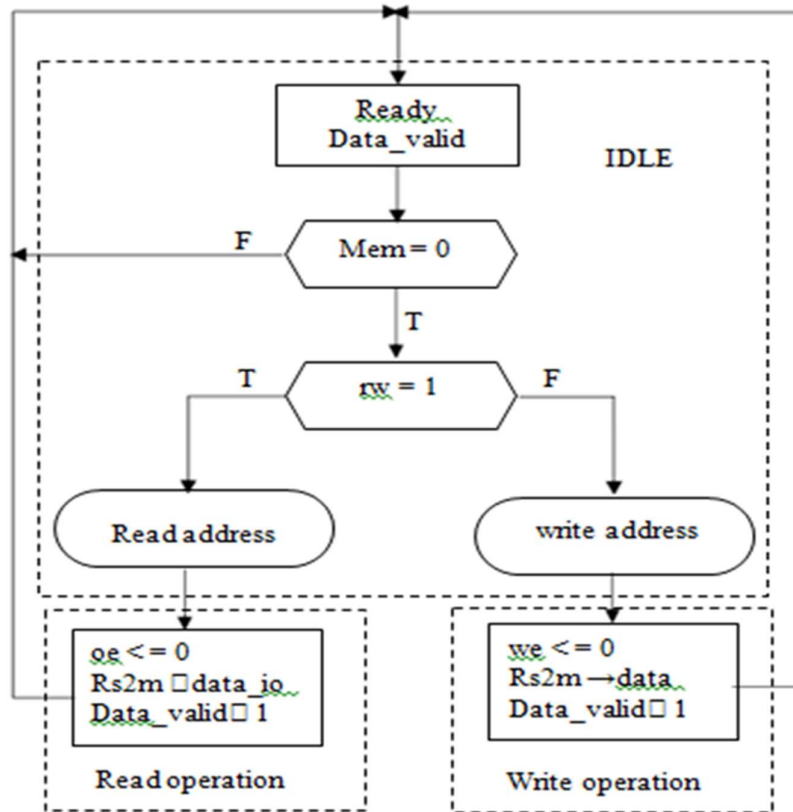 Ready
Data_valid
IDLE
Mem = 0
F
T
rw = 1
T
F
Read address
write address
oe <= 0
Rs2m □data_io
Data_valid□ 1
Read operation
we <= 0
Rs2m →data
Data_valid□ 1
Write operation